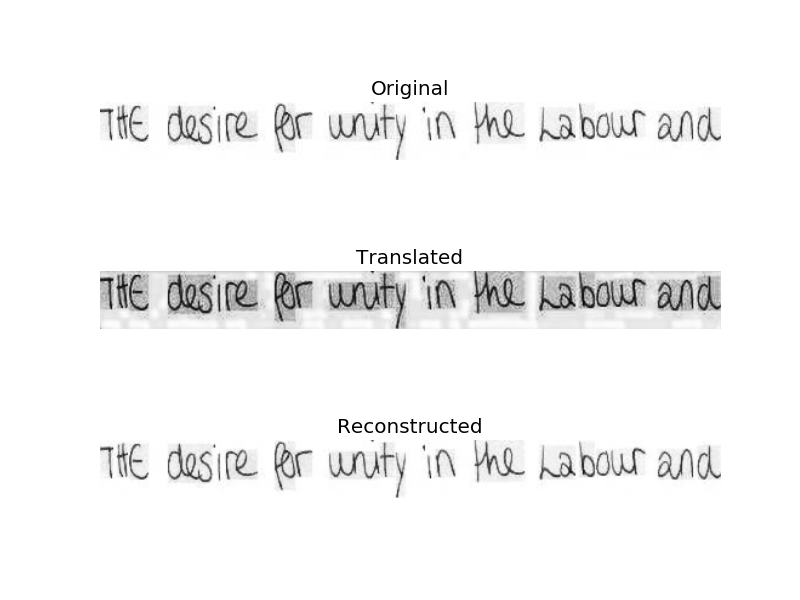 Original
THE desire for unity in the Labour and
Translated
THE desire for unity in the Labour and
Reconstructed
THE desire for unity in the Labour and